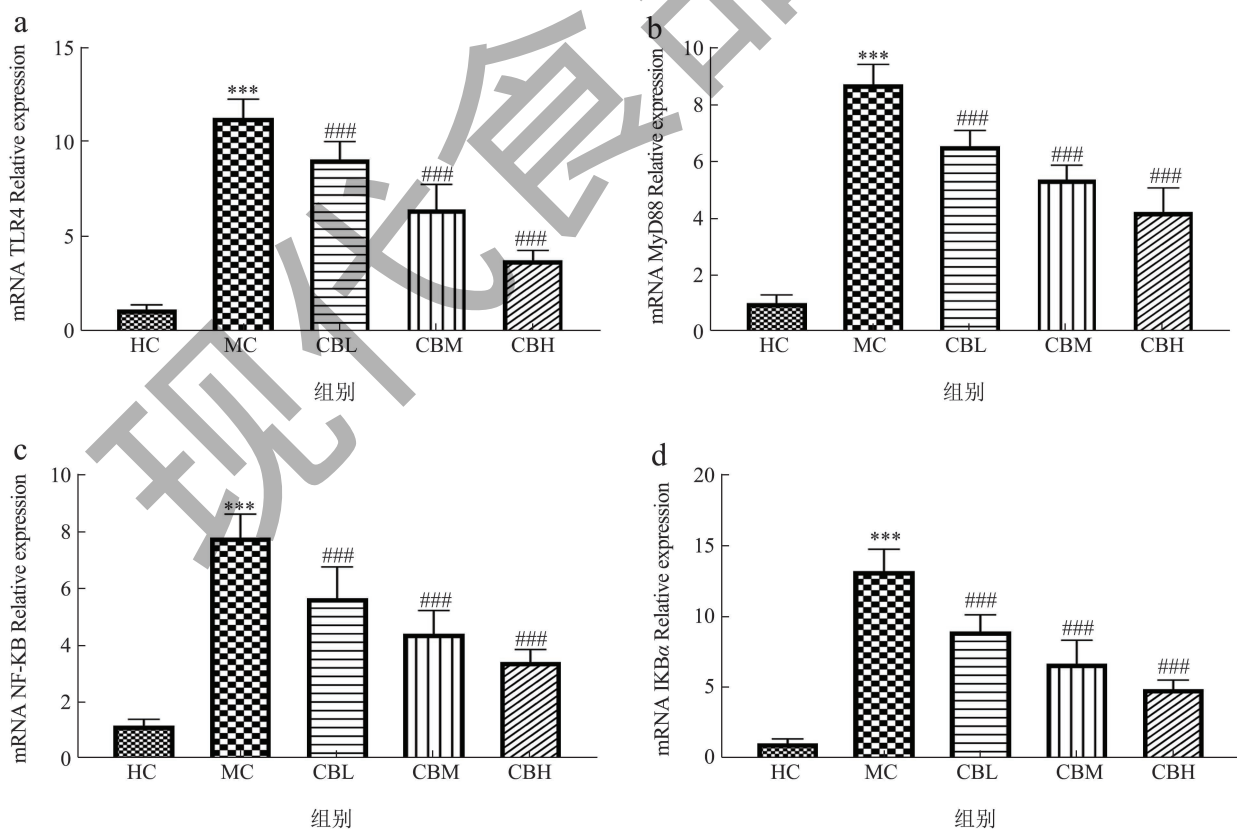 a
mRNA TLR4 Relative expression
15
10
5
0
***
###
###
###
HC MC CBL CBM CBH
组别
b
mRNA MyD88 Relative expression
10
8
6
4
2
0
***
###
###
###
HC MC CBL CBM CBH
组别
c
mRNA NF-KB Relative expression
10
8
6
4
2
0
***
###
###
###
HC MC CBL CBM CBH
组别
d
mRNA IKBα Relative expression
20
15
10
5
0
***
###
###
###
HC MC CBL CBM CBH
组别
现代食